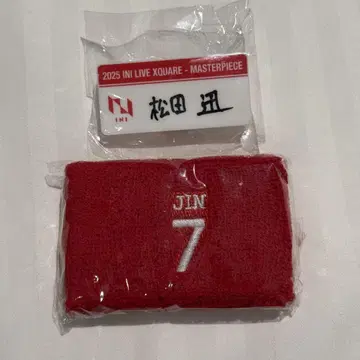 2025 INI LIVE XQUARE - MASTERPIECE
INI
松田 迅
JIN
7